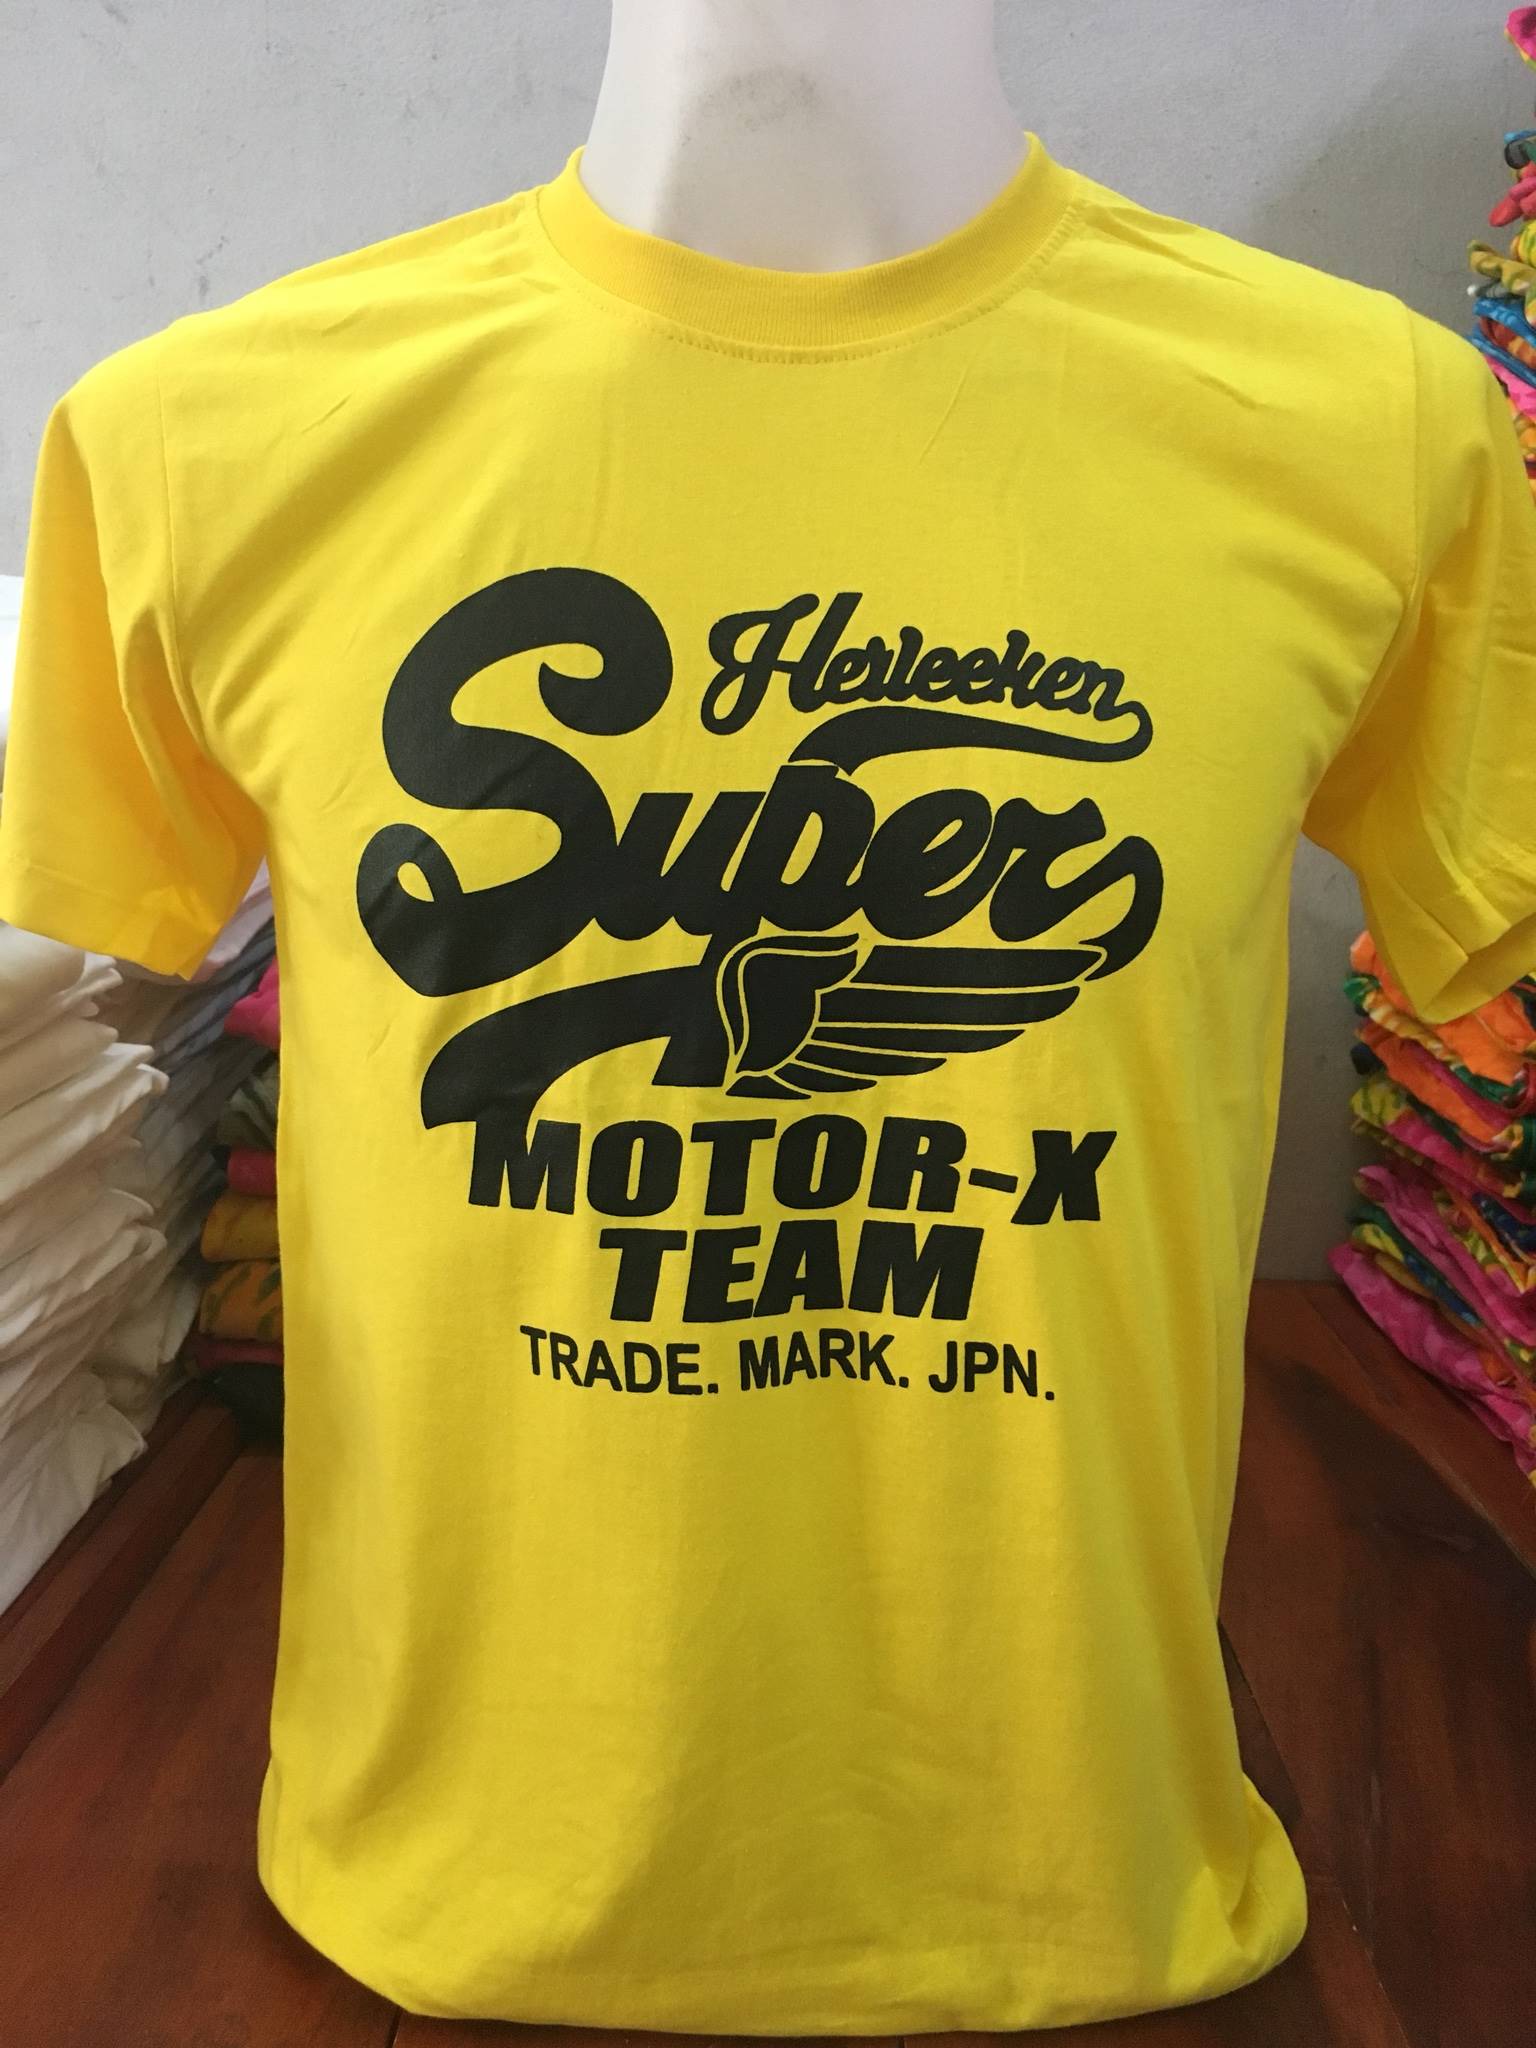 Herleeken
Super
MOTOR-X
TEAM
TRADE. MARK. JPN.